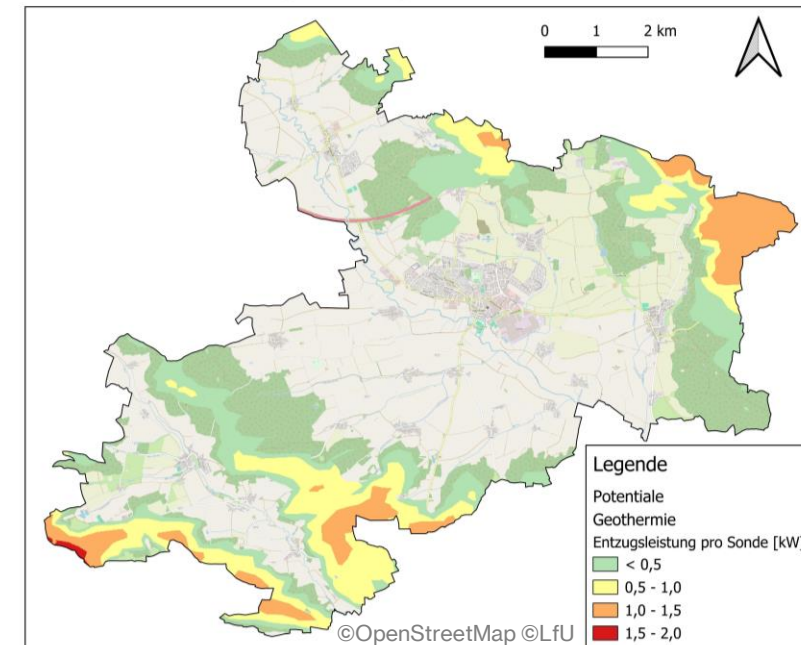 0 1 2 km
Legende
Potentiale
Geothermie
Entzugsleistung pro Sonde [kW]
< 0,5
0,5 - 1,0
1,0 - 1,5
1,5 - 2,0
©OpenStreetMap ©LfU